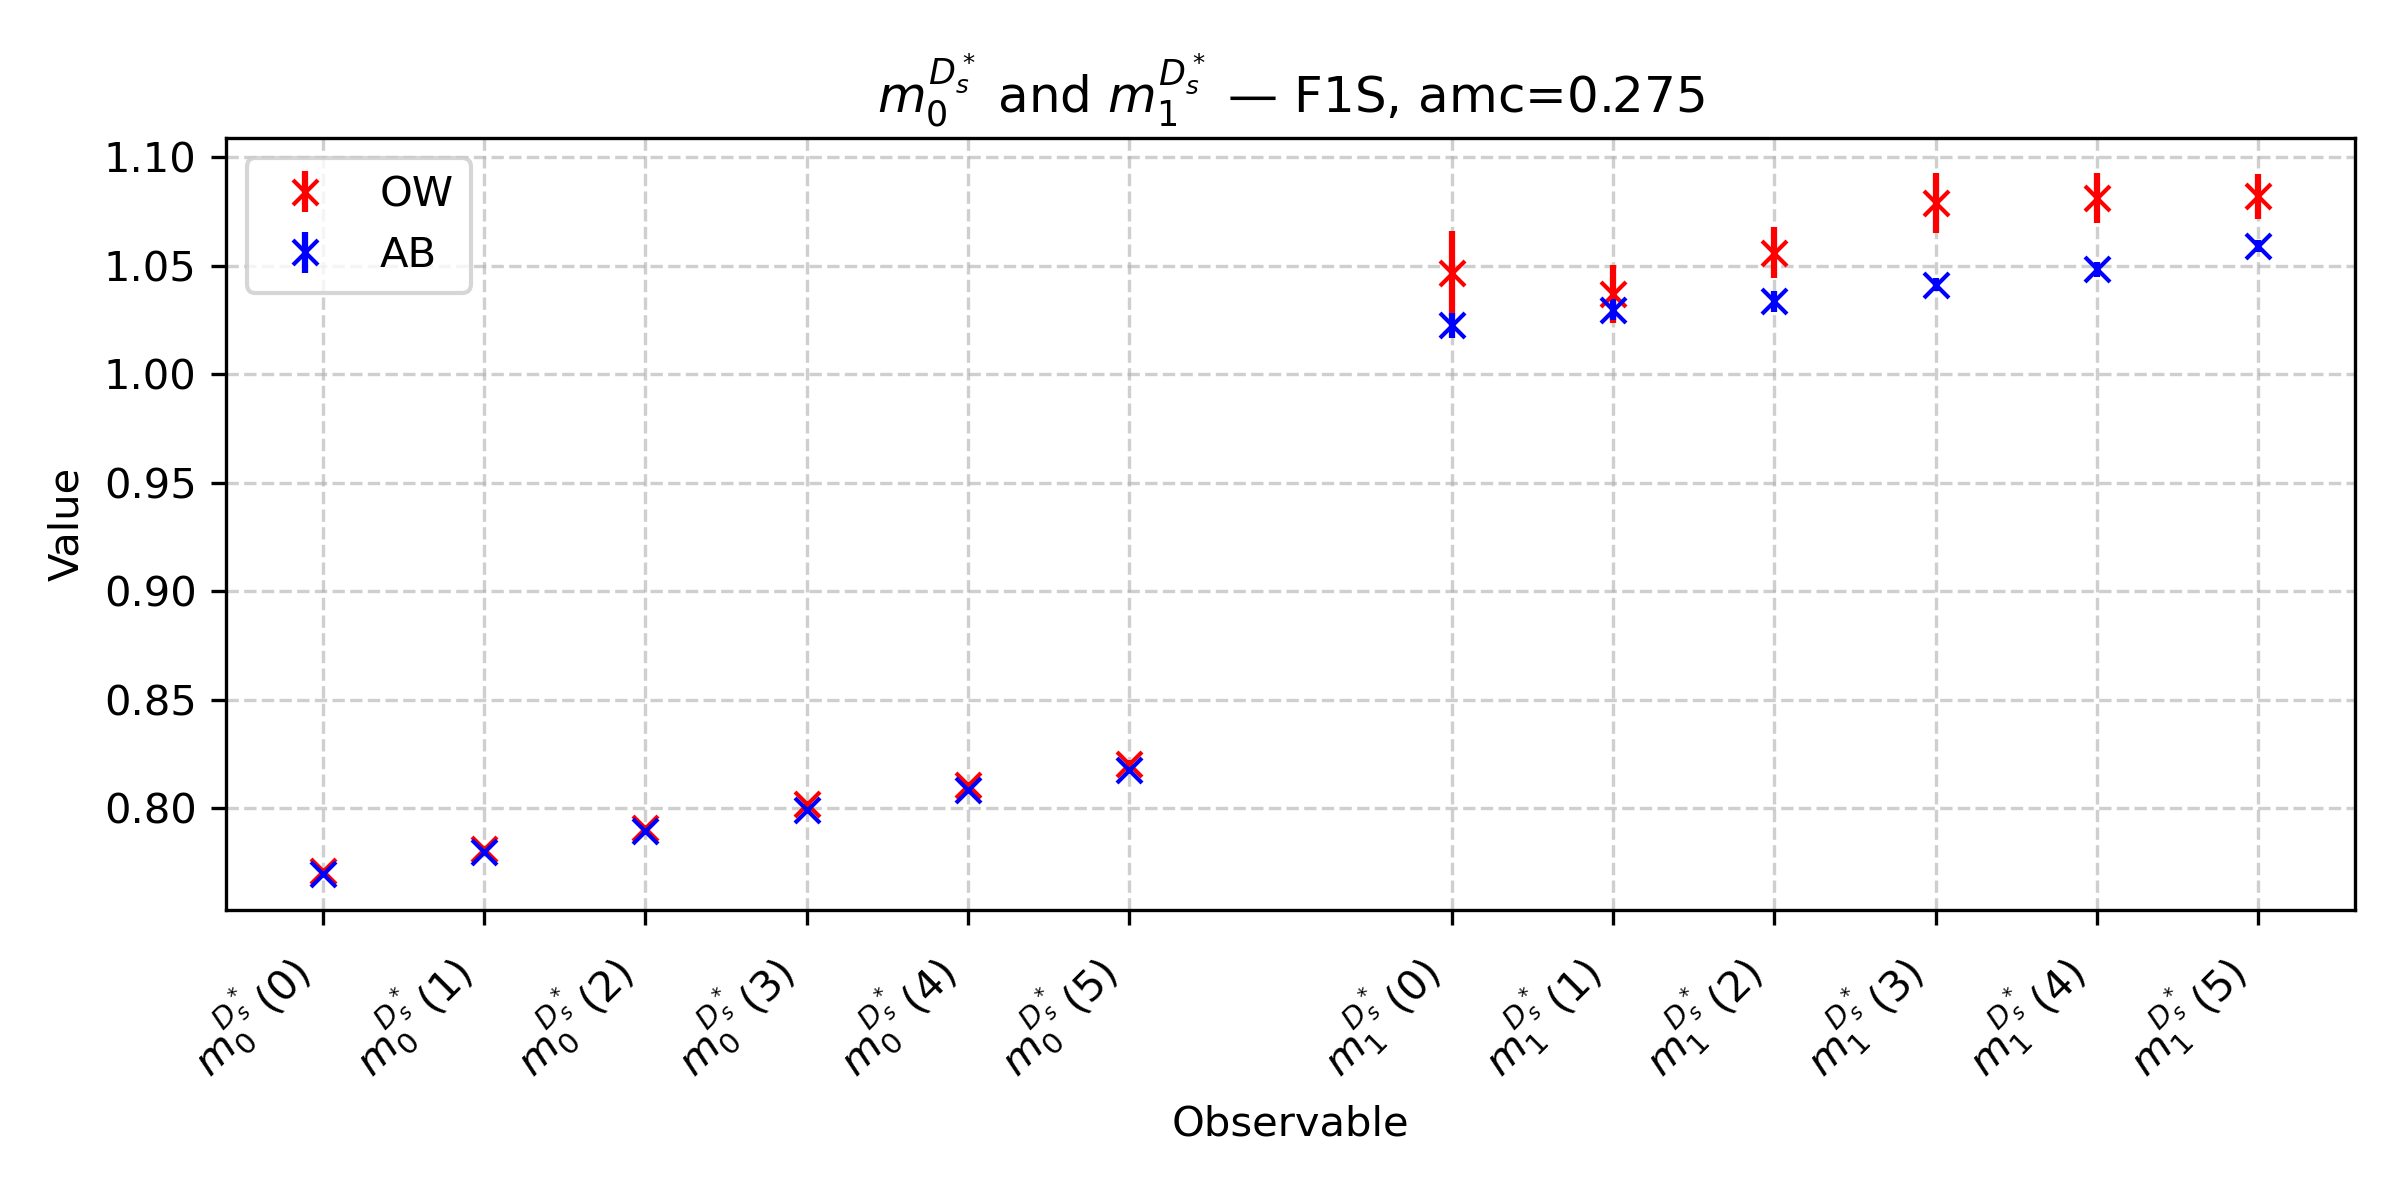 $m_0^{D_s^*}$ and $m_1^{D_s^*}$ — F1S, amc=0.275
OW
AB
1.10
1.05
1.00
0.95
0.90
0.85
0.80
Value
$m_0^{D_s^*}(0)$
$m_0^{D_s^*}(1)$
$m_0^{D_s^*}(2)$
$m_0^{D_s^*}(3)$
$m_0^{D_s^*}(4)$
$m_0^{D_s^*}(5)$
$m_1^{D_s^*}(0)$
$m_1^{D_s^*}(1)$
$m_1^{D_s^*}(2)$
$m_1^{D_s^*}(3)$
$m_1^{D_s^*}(4)$
$m_1^{D_s^*}(5)$
Observable